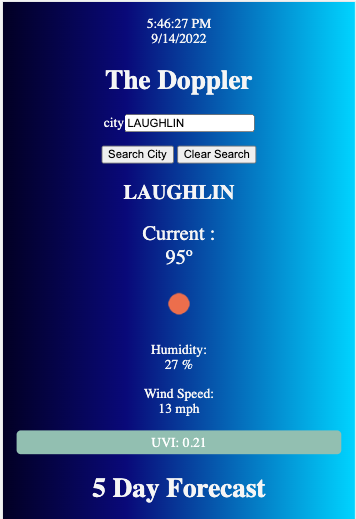 5:46:27 PM
9/14/2022
The Doppler
city LAUGHLIN
Search City Clear Search
LAUGHLIN
Current :
95°
Humidity:
27 %
Wind Speed:
13 mph
UVI: 0.21
5 Day Forecast